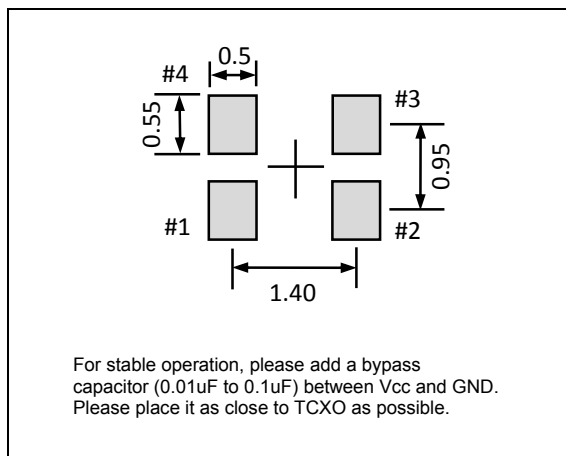 #4
0.5
#3
0.55
0.95
#1
#2
1.40
For stable operation, please add a bypass
capacitor (0.01uF to 0.1uF) between Vcc and GND.
Please place it as close to TCXO as possible.